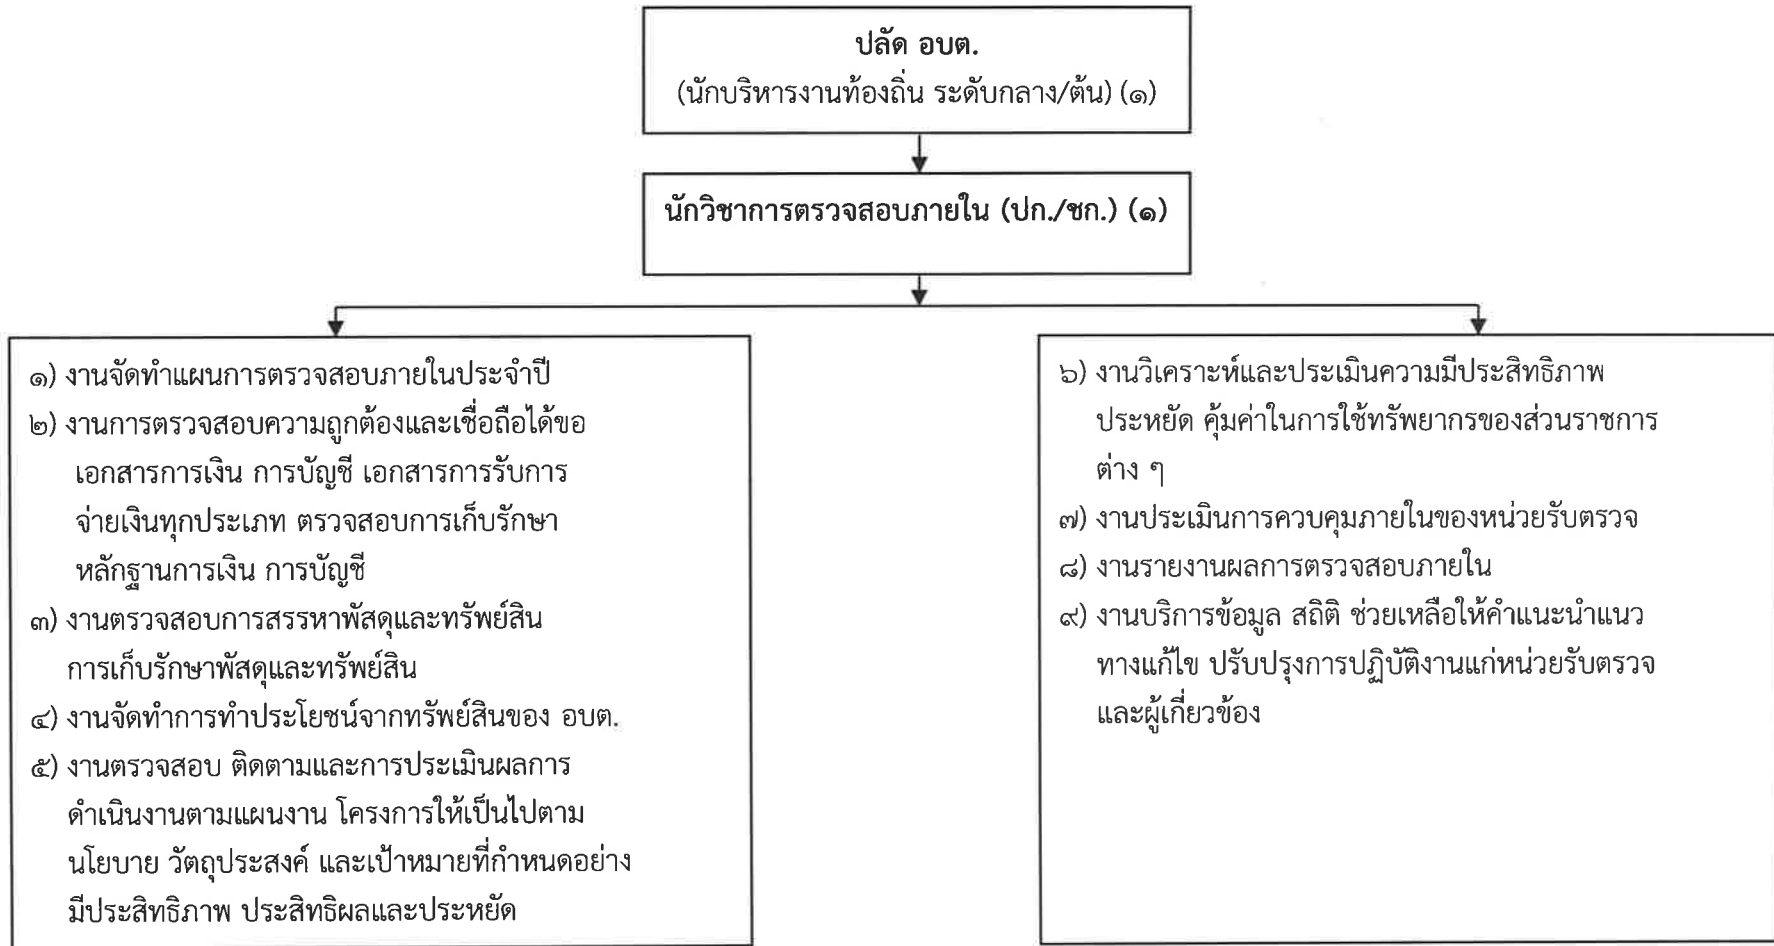 ปลัด อบต.
(นักบริหารงานท้องถิ่น ระดับกลาง/ต้น) (๑)
นักวิชาการตรวจสอบภายใน (ปก./ชก.) (๑)
๑) งานจัดทำแผนการตรวจสอบภายในประจำปี
๒) งานการตรวจสอบความถูกต้องและเชื่อถือได้ขอ
เอกสารการเงิน การบัญชี เอกสารการรับการ
จ่ายเงินทุกประเภท ตรวจสอบการเก็บรักษา
หลักฐานการเงิน การบัญชี
๓) งานตรวจสอบการสรรหาพัสดุและทรัพย์สิน
การเก็บรักษาพัสดุและทรัพย์สิน
๔) งานจัดทำการทำประโยชน์จากทรัพย์สินของ อบต.
๕) งานตรวจสอบ ติดตามและการประเมินผลการ
ดำเนินงานตามแผนงาน โครงการให้เป็นไปตาม
นโยบาย วัตถุประสงค์ และเป้าหมายที่กำหนดอย่าง
มีประสิทธิภาพ ประสิทธิผลและประหยัด
๖) งานวิเคราะห์และประเมินความมีประสิทธิภาพ
ประหยัด คุ้มค่าในการใช้ทรัพยากรของส่วนราชการ
ต่าง ๆ
๗) งานประเมินการควบคุมภายในของหน่วยรับตรวจ
๘) งานรายงานผลการตรวจสอบภายใน
๙) งานบริการข้อมูล สถิติ ช่วยเหลือให้คำแนะนำแนว
ทางแก้ไข ปรับปรุงการปฏิบัติงานแก่หน่วยรับตรวจ
และผู้เกี่ยวข้อง